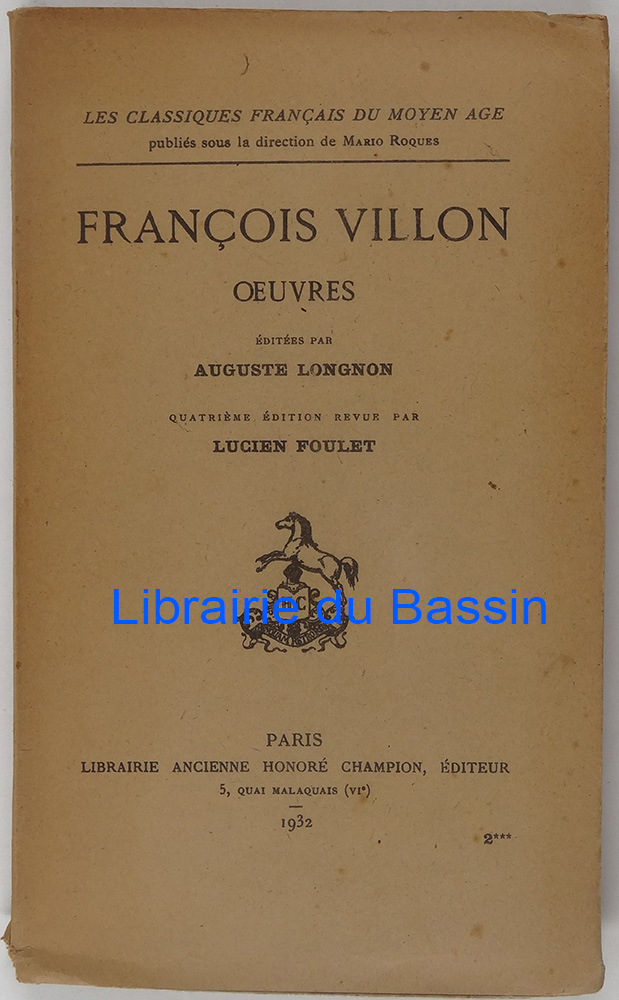 LES CLASSIQUES FRANÇAIS DU MOYEN AGE
publiés sous la direction de MARIO ROQUES
FRANÇOIS VILLON
ŒUVRES
ÉDITÉES PAR
AUGUSTE LONGNON
QUATRIÈME ÉDITION REVUE PAR
LUCIEN FOULET
Librairie du Bassin
PARIS
LIBRAIRIE ANCIENNE HONORÉ CHAMPION, ÉDITEUR
5, QUAI MALAQUAIS (VIᵉ)
1932
2***